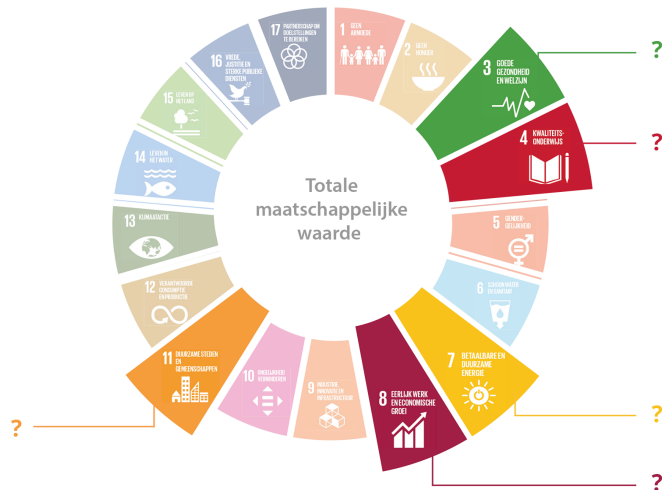 1 GEEN
ARMOEDE
2 GEEN
HONGER
3 GOEDE
GEZONDHEID
EN WELZIJN
?
4 KWALITEITS-
ONDERWIJS
?
5 GENDER-
GELIJKHEID
6 SCHOON WATER
EN SANITAIR
7 BETAALBARE EN
DUURZAME
ENERGIE
?
8 EERLIJK WERK
EN ECONOMISCHE
GROEI
?
9 INDUSTRIE,
INNOVATIE EN
INFRASTRUCTUUR
10 ONGELIJKHEID
VERMINDEREN
11 DUURZAME STEDEN
EN
GEMEENSCHAPPEN
?
12 VERANTWOORDE
CONSUMPTIE
EN PRODUCTIE
13 KLIMAATACTIE
14 LEVEN IN
HET WATER
15 LEVEN OP
HET LAND
16 VREDE,
JUSTITIE EN
STERKE PUBLIEKE
DIENSTEN
17 PARTNERSCHAP OM
DOELSTELLINGEN
TE BEREIKEN
Totale
maatschappelijke
waarde